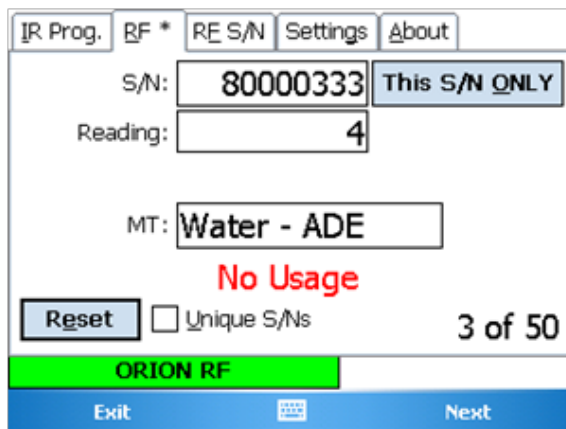 IR Prog. RF * RE S/N Settings About
S/N: 80000333 This S/N ONLY
Reading: 4
MT: Water - ADE
No Usage
Reset Unique S/Ns 3 of 50
ORION RF
Exit Next